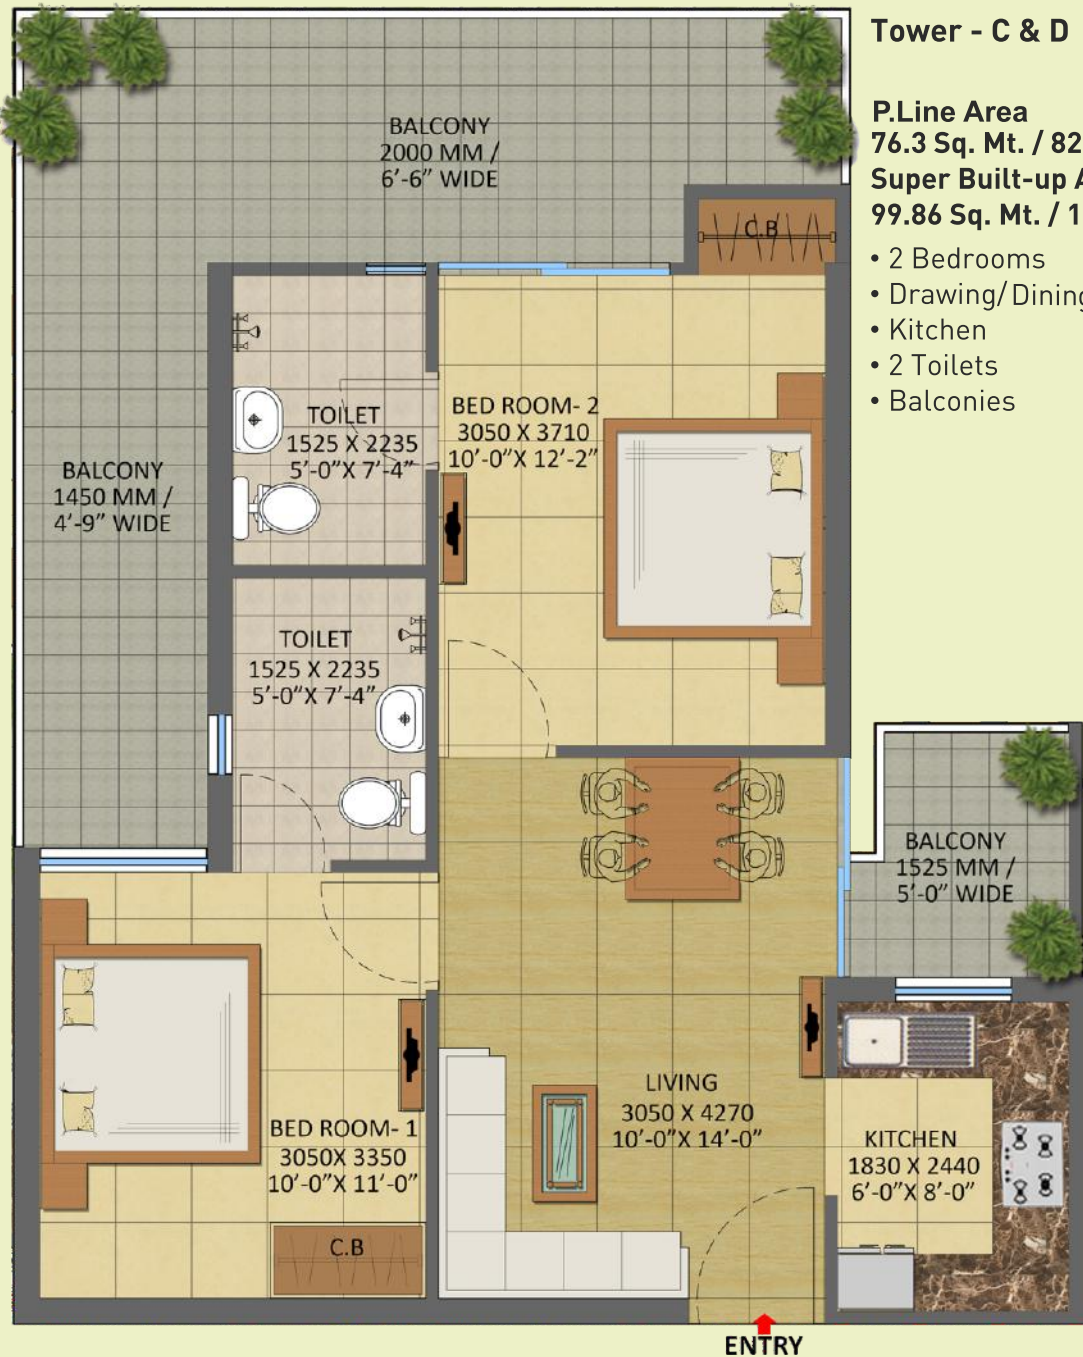 Tower - C & D
P.Line Area
76.3 Sq. Mt. / 82
Super Built-up A
99.86 Sq. Mt. / 1
• 2 Bedrooms
• Drawing/Dining
• Kitchen
• 2 Toilets
• Balconies
BALCONY
2000 MM /
6'-6" WIDE
C.B
TOILET
1525 X 2235
5'-0"X 7'-4"
BED ROOM- 2
3050 X 3710
10'-0"X 12'-2"
BALCONY
1450 MM /
4'-9" WIDE
TOILET
1525 X 2235
5'-0"X 7'-4"
BALCONY
1525 MM /
5'-0" WIDE
LIVING
3050 X 4270
10'-0"X 14'-0"
BED ROOM- 1
3050X 3350
10'-0"X 11'-0"
KITCHEN
1830 X 2440
6'-0"X 8'-0"
C.B
ENTRY